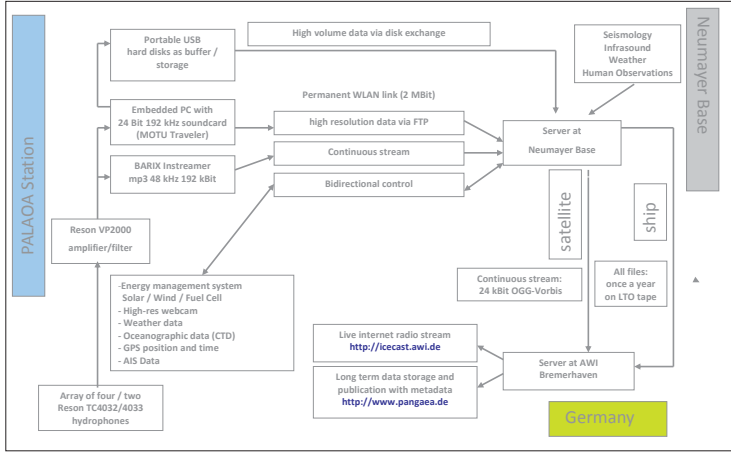 PALAOA Station
Portable USB
hard disks as buffer /
storage
High volume data via disk exchange
Seismology
Infrasound
Weather
Human Observations
Neumayer Base
Embedded PC with
24 Bit 192 kHz soundcard
(MOTU Traveler)
Permanent WLAN link (2 MBit)
high resolution data via FTP
Server at
Neumayer Base
BARIX Instreamer
mp3 48 kHz 192 kBit
Continuous stream
Bidirectional control
satellite
ship
Reson VP2000
amplifier/filter
-Energy management system
Solar / Wind / Fuel Cell
- High-res webcam
- Weather data
- Oceanographic data (CTD)
- GPS position and time
- AIS Data
Continuous stream:
24 kBit OGG-Vorbis
All files:
once a year
on LTO tape
Live internet radio stream
http://icecast.awi.de
Server at AWI
Bremerhaven
Long term data storage and
publication with metadata
http://www.pangaea.de
Array of four / two
Reson TC4032/4033
hydrophones
Germany